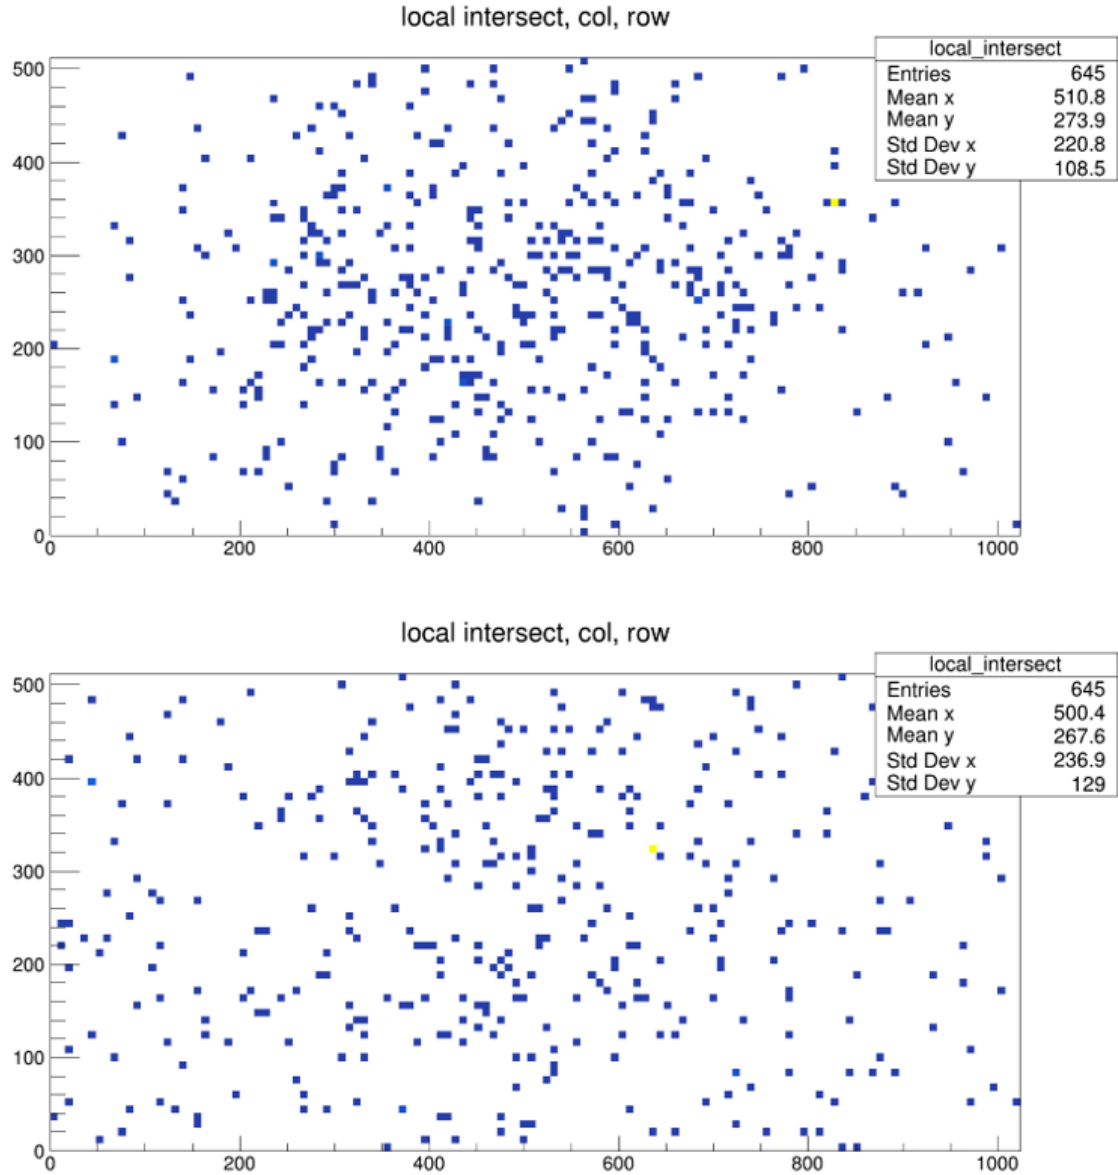 local intersect, col, row
local_intersect
Entries 645
Mean x 510.8
Mean y 273.9
Std Dev x 220.8
Std Dev y 108.5
500
400
300
200
100
0
0 200 400 600 800 1000
local intersect, col, row
local_intersect
Entries 645
Mean x 500.4
Mean y 267.6
Std Dev x 236.9
Std Dev y 129
500
400
300
200
100
0
0 200 400 600 800 1000